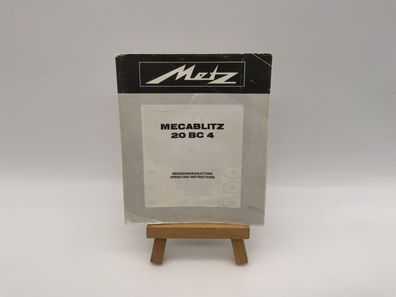 Metz
MECABLITZ
20 BC 4
BEDIENUNGSANLEITUNG
OPERATING INSTRUCTIONS